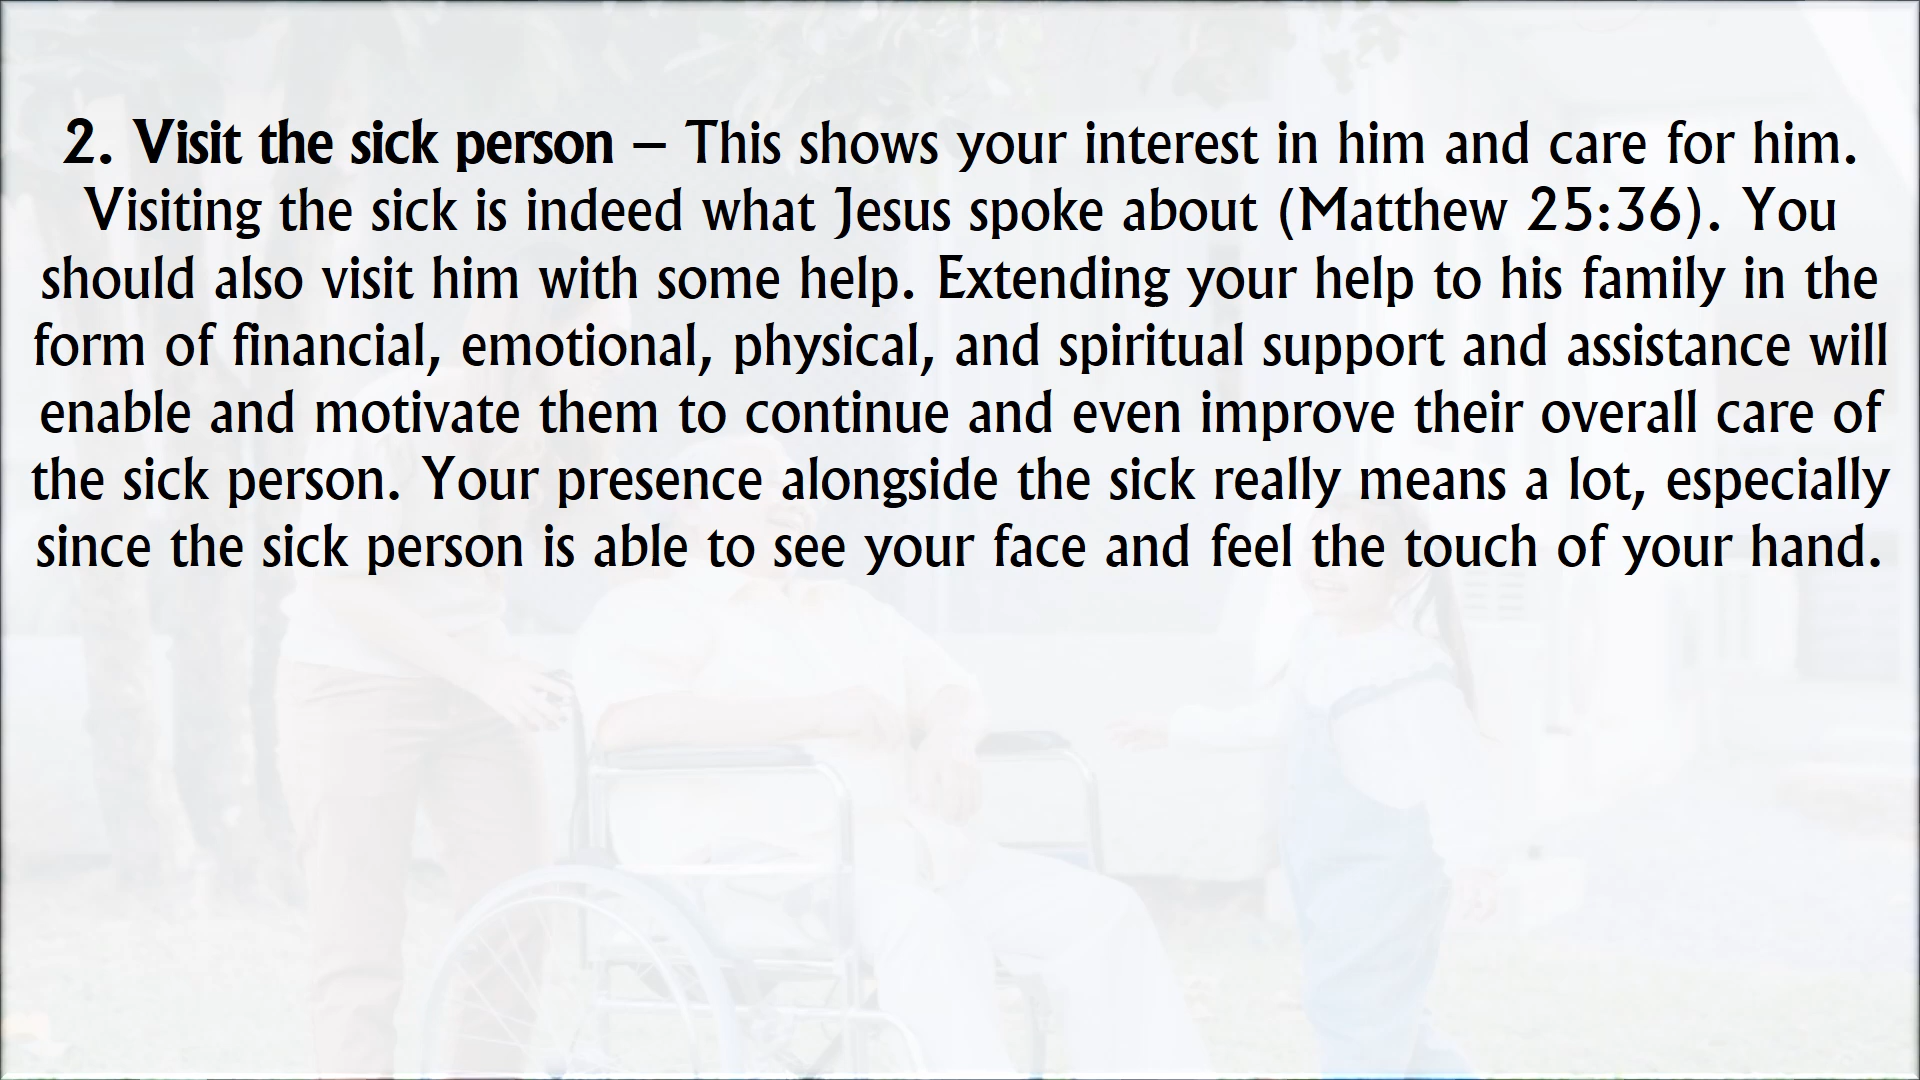 2. Visit the sick person – This shows your interest in him and care for him.
Visiting the sick is indeed what Jesus spoke about (Matthew 25:36). You
should also visit him with some help. Extending your help to his family in the
form of financial, emotional, physical, and spiritual support and assistance will
enable and motivate them to continue and even improve their overall care of
the sick person. Your presence alongside the sick really means a lot, especially
since the sick person is able to see your face and feel the touch of your hand.